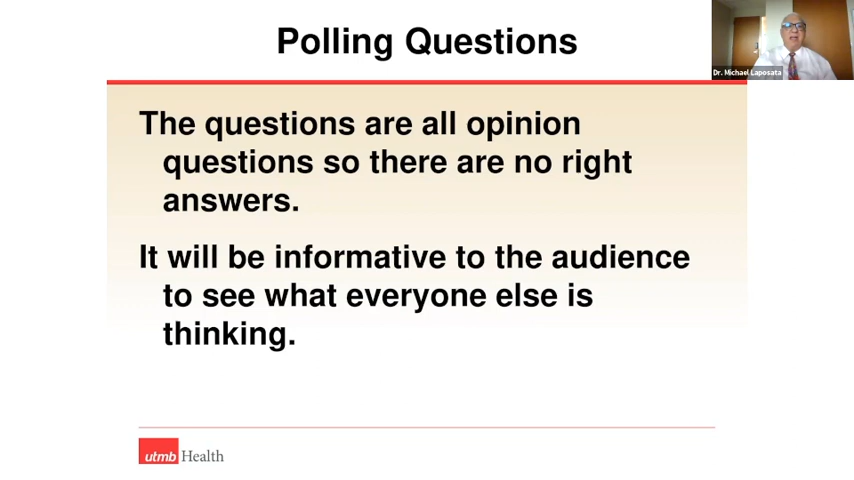 Polling Questions
Dr. Michael Laposata
The questions are all opinion
questions so there are no right
answers.
It will be informative to the audience
to see what everyone else is
thinking.
utmb Health